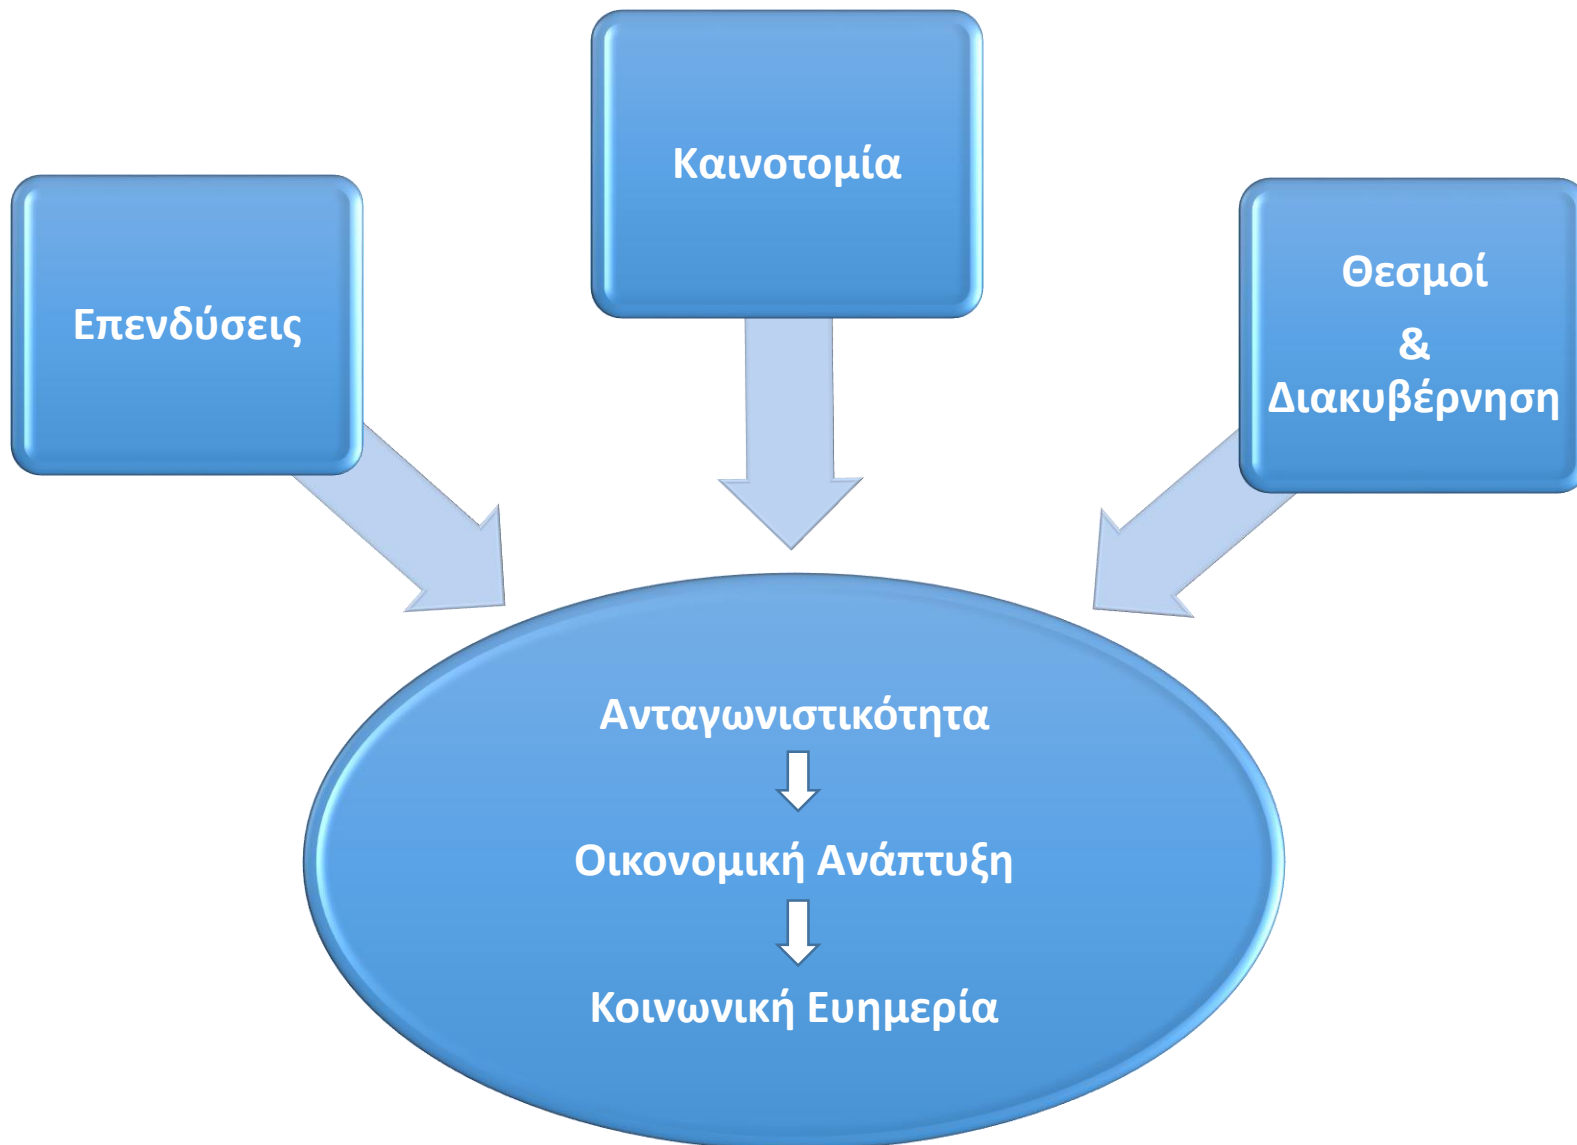 Επενδύσεις
Καινοτομία
Θεσμοί
&
Διακυβέρνηση
Ανταγωνιστικότητα
Οικονομική Ανάπτυξη
Κοινωνική Ευημερία